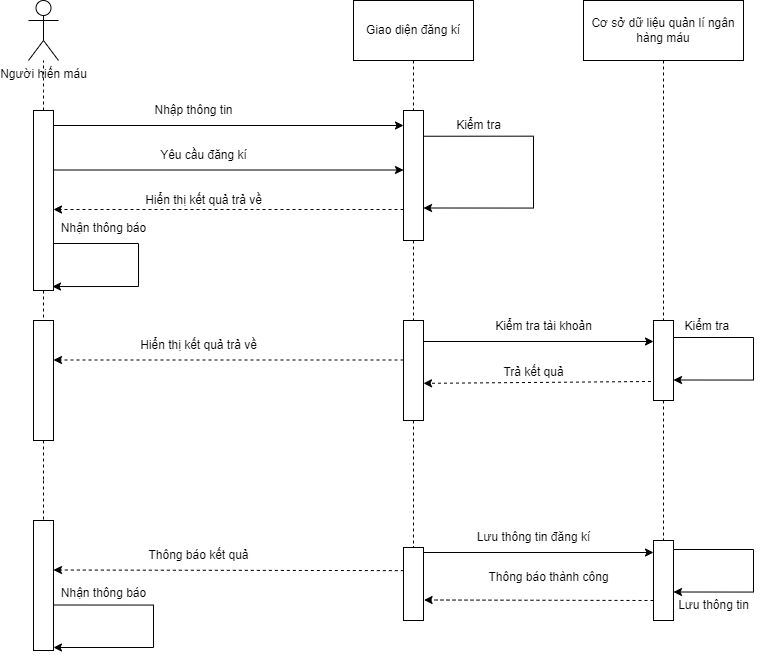 Giao diện đăng kí
Cơ sở dữ liệu quản lí ngân
hàng máu
Người hiến máu
Nhập thông tin
Kiểm tra
Yêu cầu đăng kí
Hiển thị kết quả trả về
Nhận thông báo
Kiểm tra tài khoản
Kiểm tra
Hiển thị kết quả trả về
Trả kết quả
Lưu thông tin đăng kí
Thông báo kết quả
Thông báo thành công
Nhận thông báo
Lưu thông tin